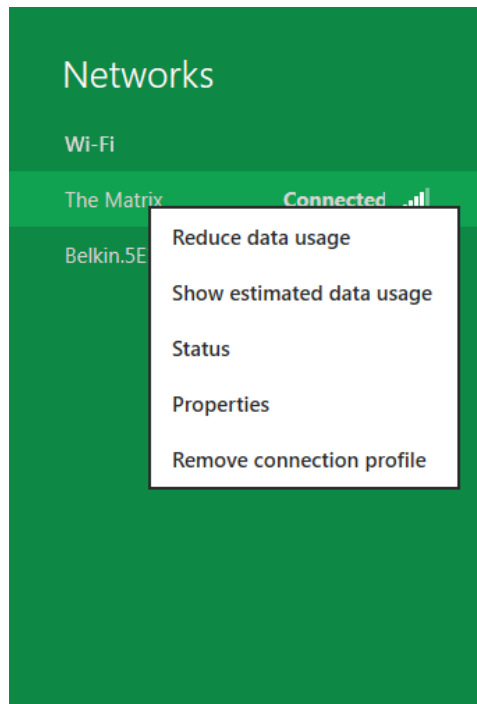 Networks
Wi-Fi
The Matrix Connected
Reduce data usage
Belkin.5E
Show estimated data usage
Status
Properties
Remove connection profile